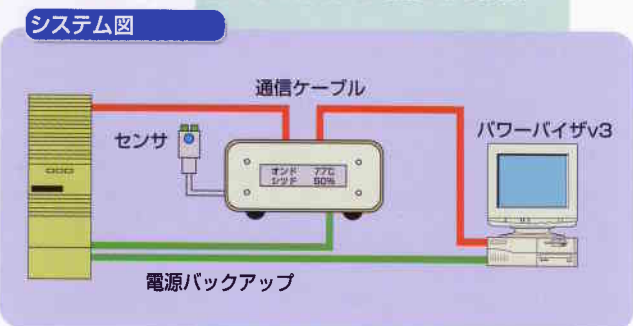 システム図
通信ケーブル
センサ
パワーバイザv3
オンド 77C
シツド 50%
電源バックアップ